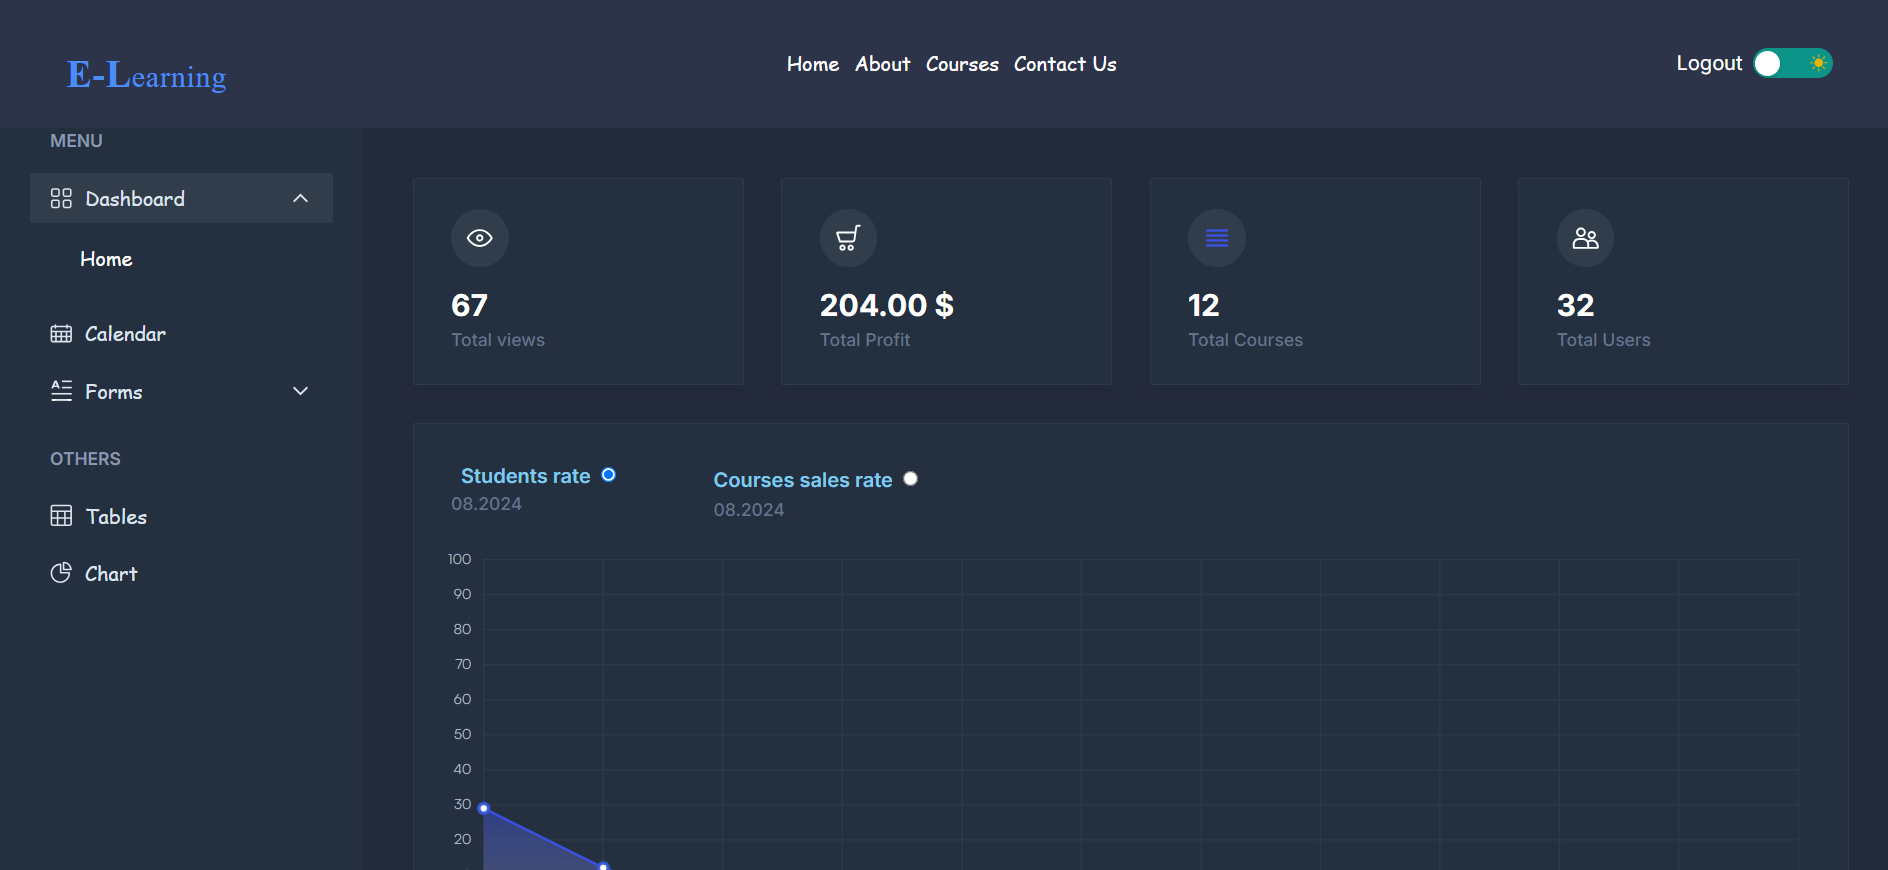 E-Learning
Home About Courses Contact Us
Logout
MENU
Dashboard
Home
Calendar
Forms
OTHERS
Tables
Chart
67
Total views
204.00 $
Total Profit
12
Total Courses
32
Total Users
Students rate
08.2024
Courses sales rate
08.2024
100
90
80
70
60
50
40
30
20